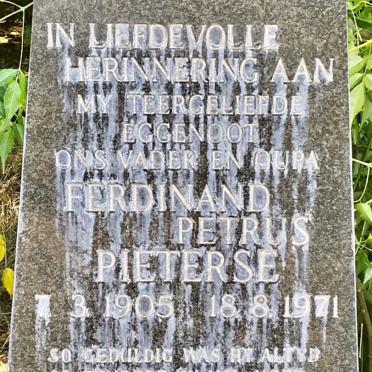 IN LIEFDEVOLLE
HERINNERING AAN
MY TEERGELIEFDE
EGGENOOT
ONS VADER EN OUPA
FERDINAND
PETRUS
PIETERSE
7.3.1905 18.8.1971
SO GEDULDIG WAS HY ALTYD